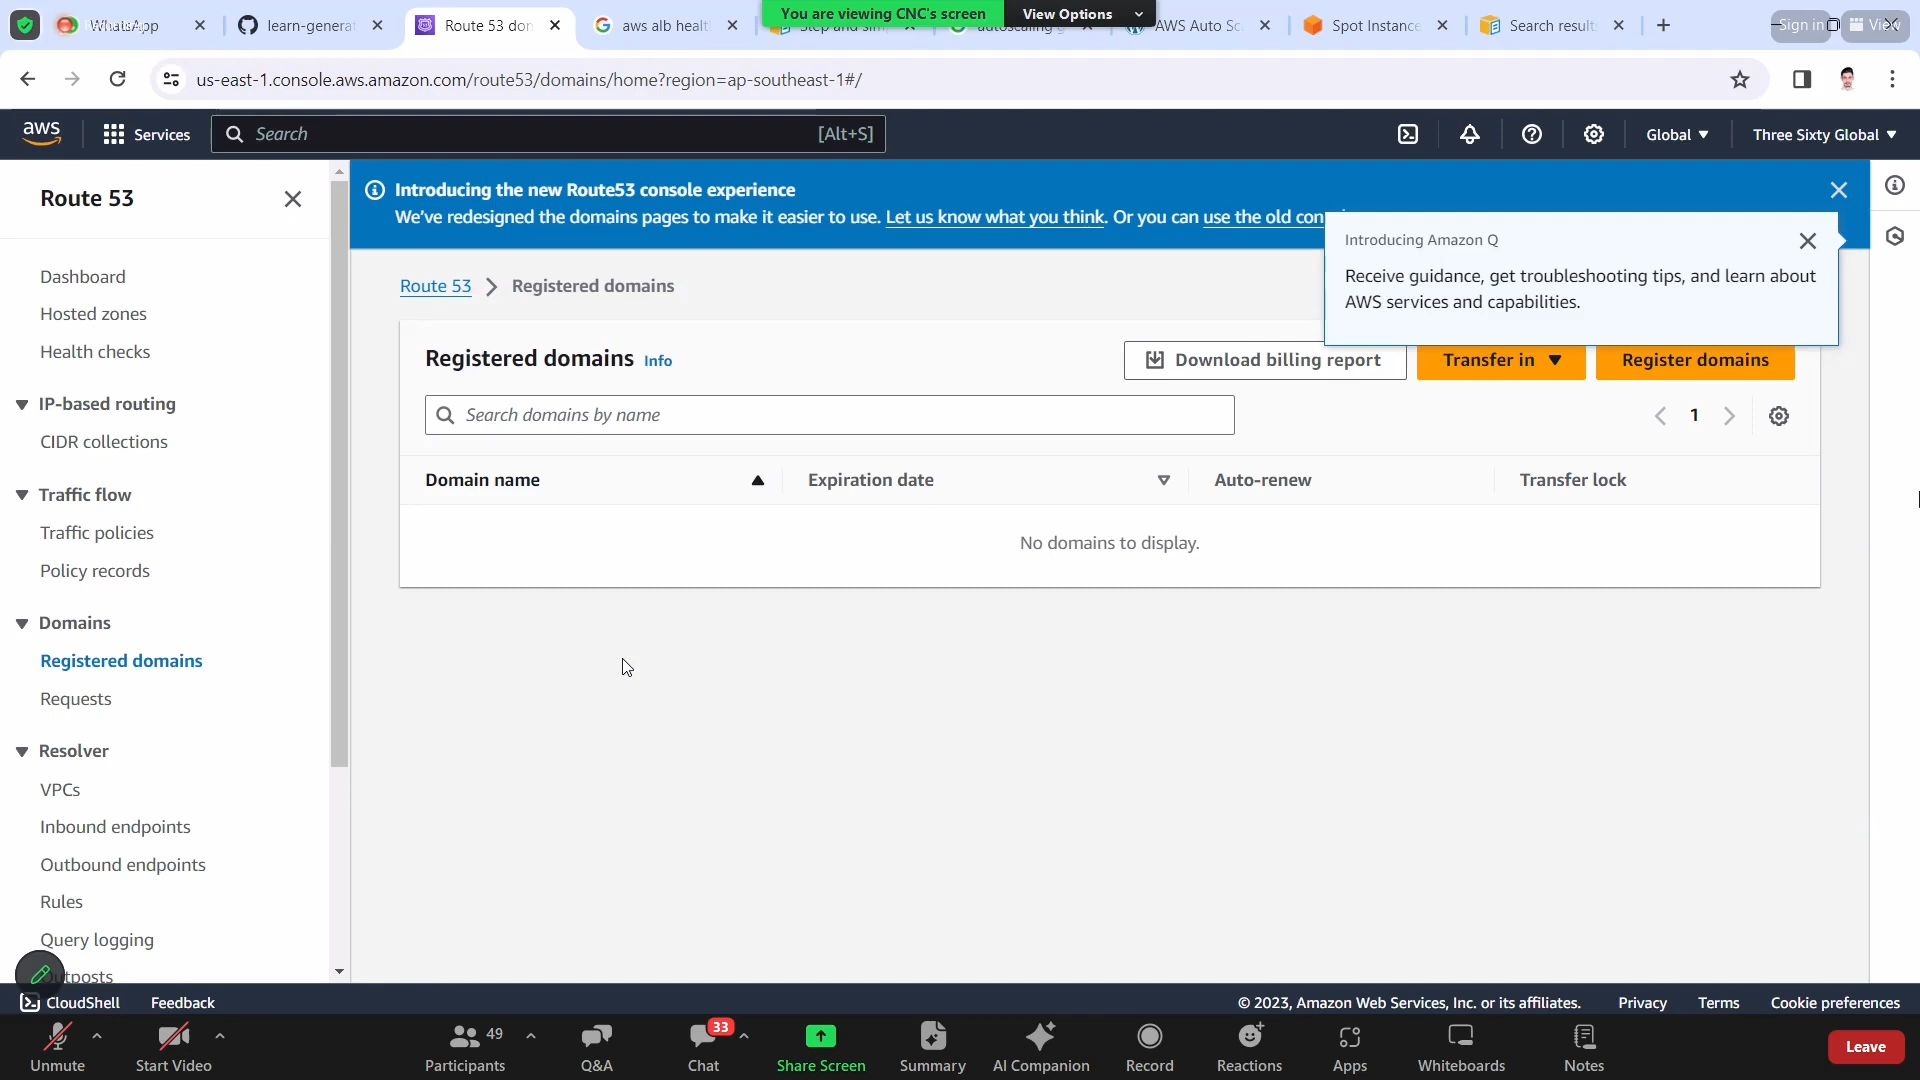 WhatsApp
learn-generat
Route 53 don
aws alb healt
You are viewing CNC's screen
View Options
AWS Auto Sc
Spot Instance
Search result
Sign in
View
us-east-1.console.aws.amazon.com/route53/domains/home?region=ap-southeast-1#/
aws
Services
Search
[Alt+S]
Global
Three Sixty Global
Route 53
Dashboard
Hosted zones
Health checks
IP-based routing
CIDR collections
Traffic flow
Traffic policies
Policy records
Domains
Registered domains
Requests
Resolver
VPCs
Inbound endpoints
Outbound endpoints
Rules
Query logging
utposts
Introducing the new Route53 console experience
We've redesigned the domains pages to make it easier to use. Let us know what you think. Or you can use the old con
Introducing Amazon Q
Receive guidance, get troubleshooting tips, and learn about
AWS services and capabilities.
Route 53 > Registered domains
Registered domains Info
Download billing report
Transfer in
Register domains
Search domains by name
1
Domain name
Expiration date
Auto-renew
Transfer lock
No domains to display.
CloudShell
Feedback
© 2023, Amazon Web Services, Inc. or its affiliates.
Privacy
Terms
Cookie preferences
Unmute
Start Video
Participants
49
Q&A
Chat
33
Share Screen
Summary
AI Companion
Record
Reactions
Apps
Whiteboards
Notes
Leave